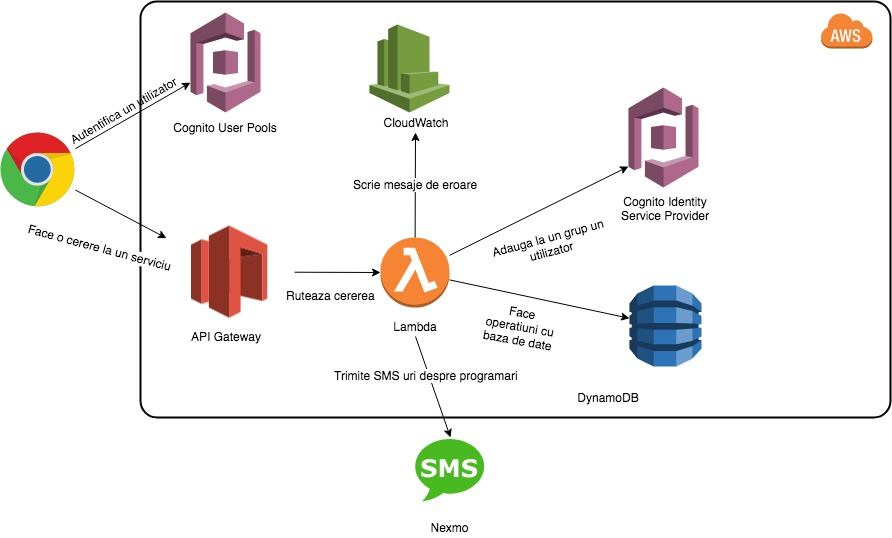 AWS
Autentifica un utilizator
Cognito User Pools
CloudWatch
Scrie mesaje de eroare
Cognito Identity
Service Provider
Adauga la un grup un
utilizator
Face o cerere la un serviciu
Ruteaza cererea
API Gateway
Lambda
Face
operatiuni cu
baza de date
DynamoDB
Trimite SMS uri despre programari
SMS
Nexmo